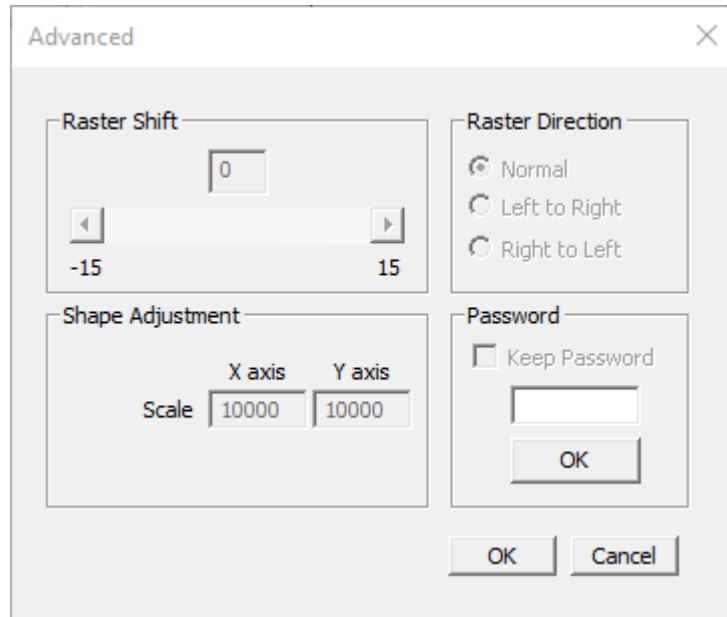 Advanced
Raster Shift
0
-15 15
Raster Direction
Normal
Left to Right
Right to Left
Shape Adjustment
X axis Y axis
Scale 10000 10000
Password
Keep Password
OK
OK Cancel